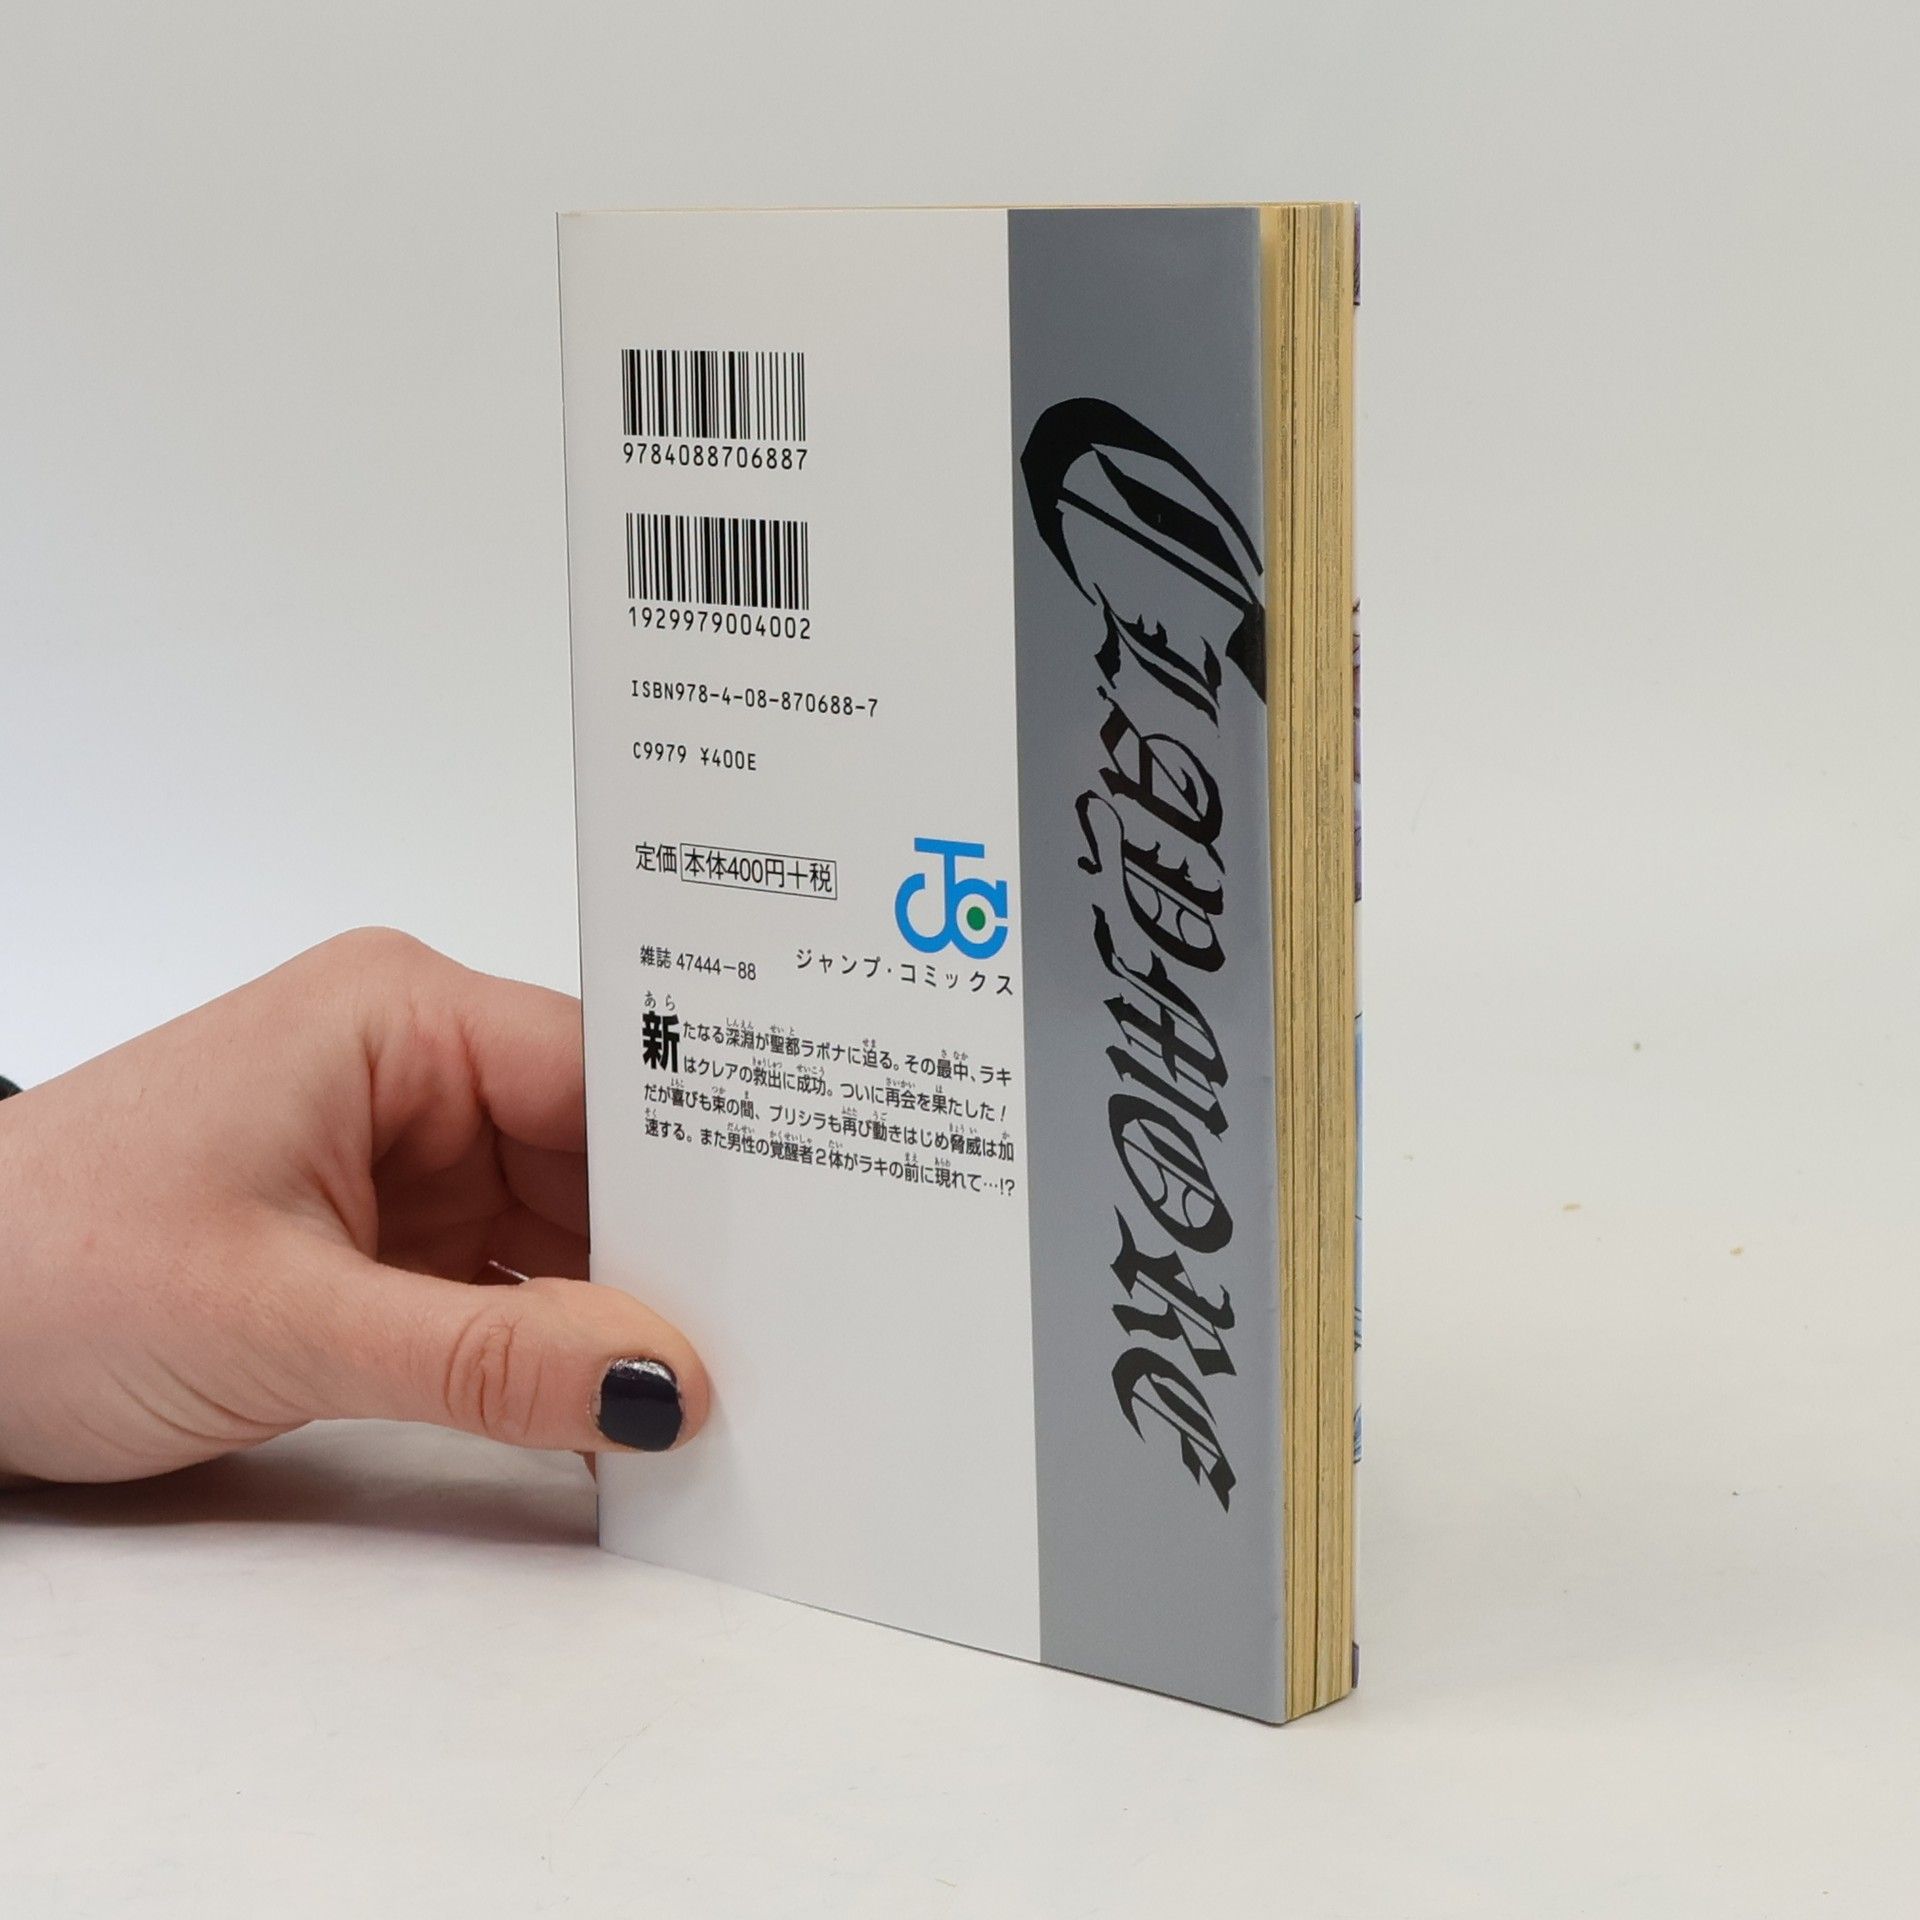 9784088706887
1929979004002
ISBN978-4-08-870688-7
C9979 ¥400E
定価 本体400円+税
JC
雑誌 47444-88
ジャンプ・コミックス
新たなる深淵が聖都ラボナに迫る。その最中、ラキ
はクレアの救出に成功。ついに再会を果たした!
だが喜びも束の間、プリシラも再び動きはじめ脅威は加
速する。また男性の覚醒者2体がラキの前に現れて…!?
CLAYMORE